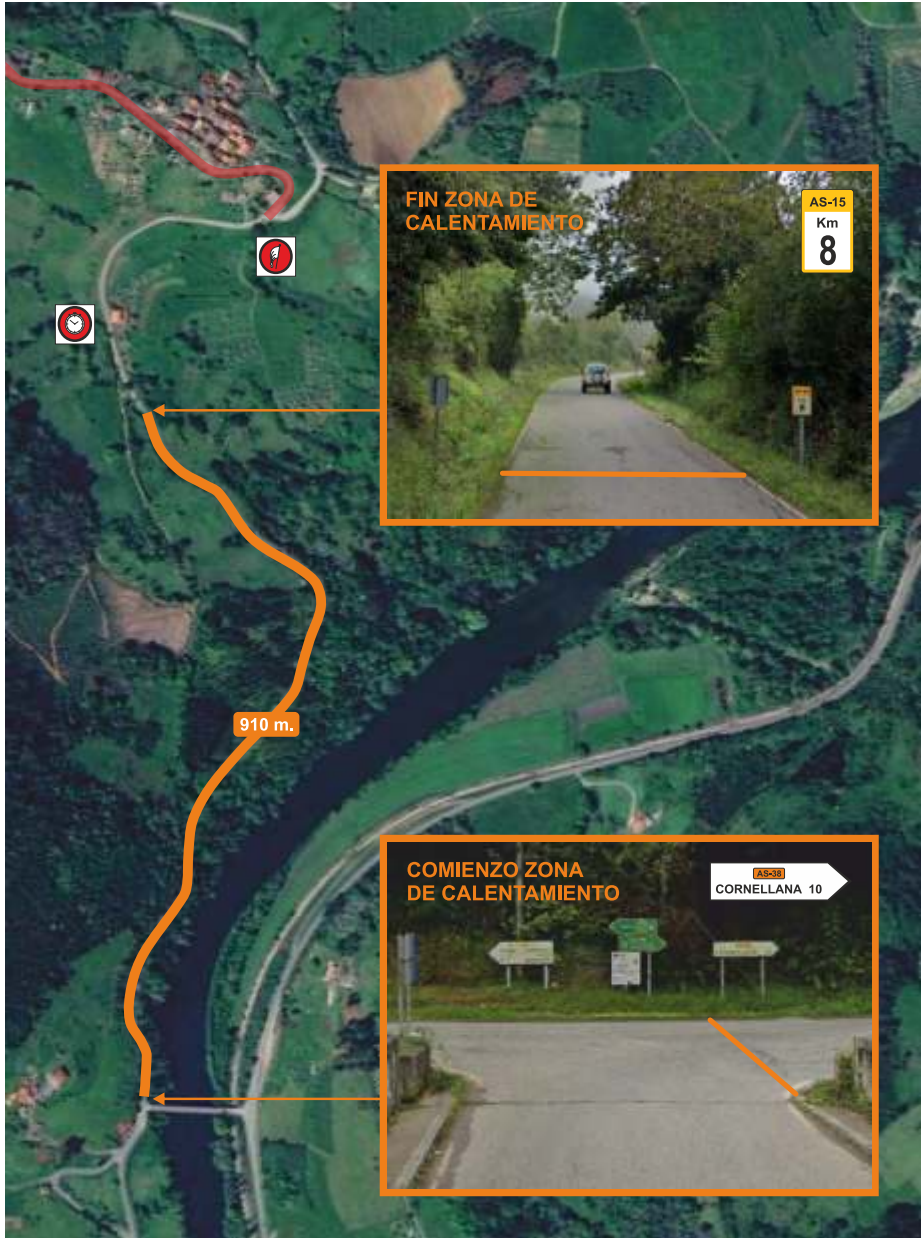 FIN ZONA DE
CALENTAMIENTO
AS-15
Km
8
910 m.
COMIENZO ZONA
DE CALENTAMIENTO
AS-38
CORNELLANA 10